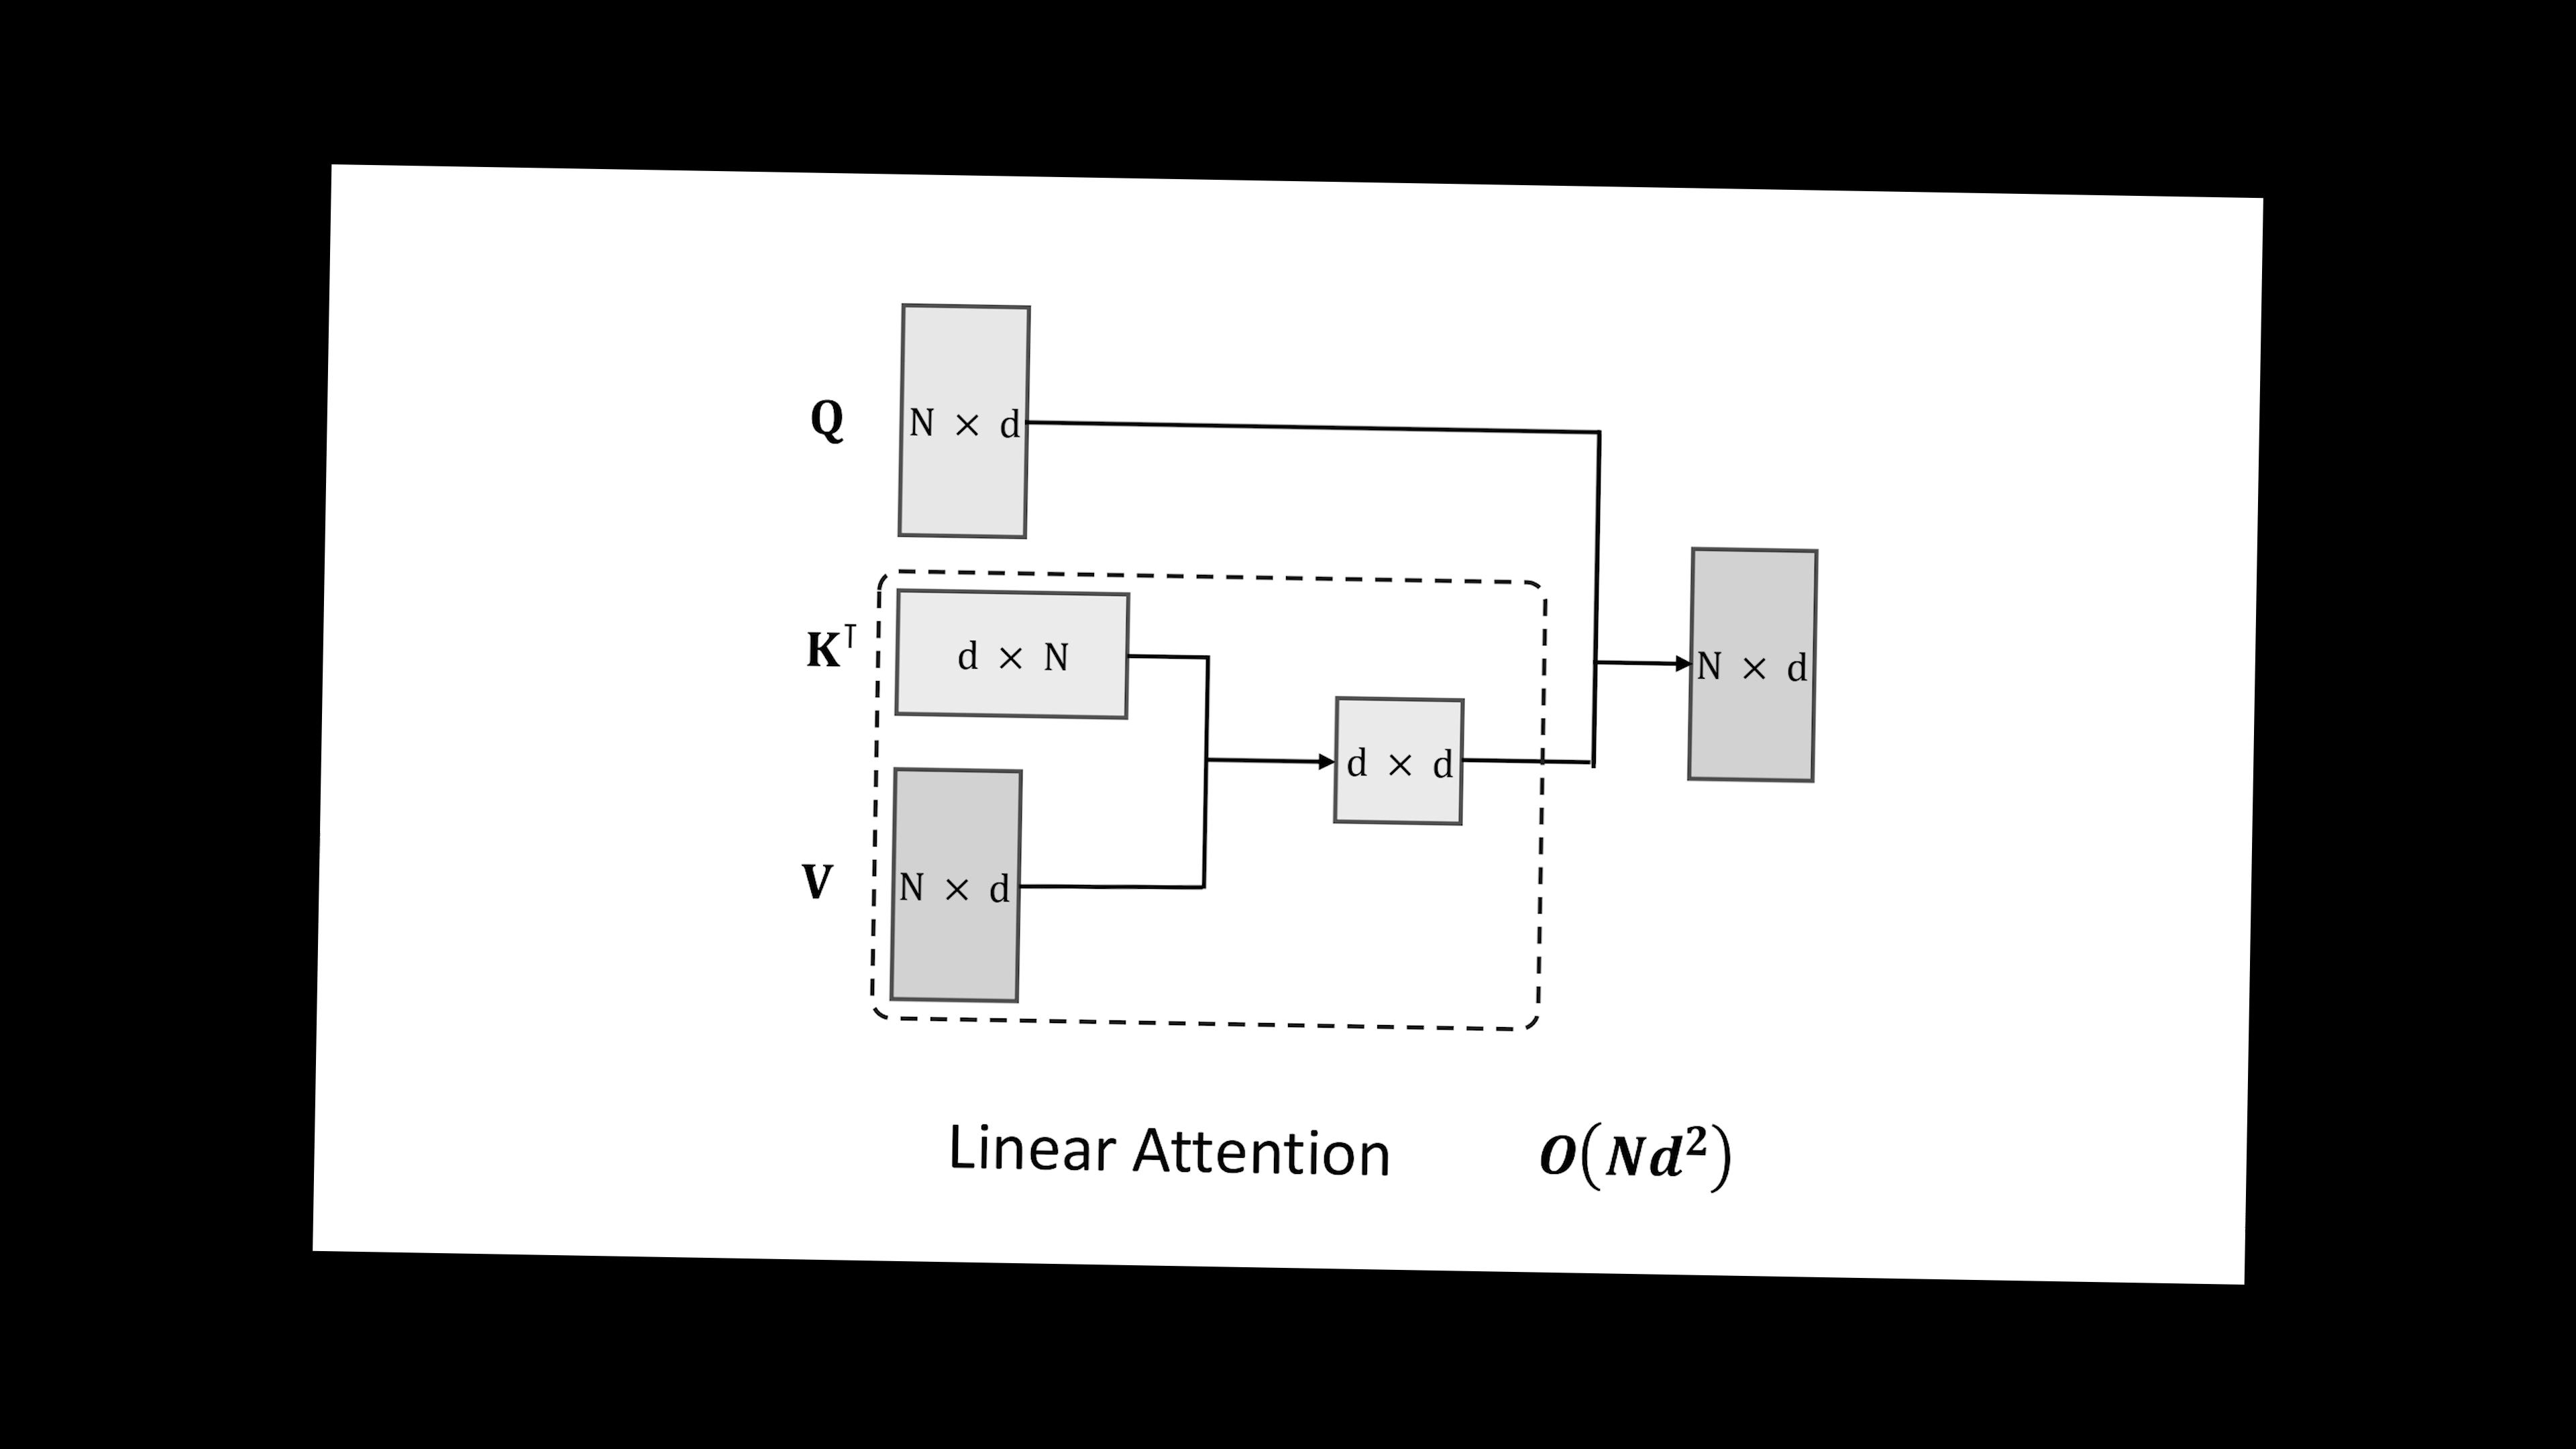 Q
N × d
K^T
d × N
d × d
N × d
V
N × d
Linear Attention
O(Nd²)